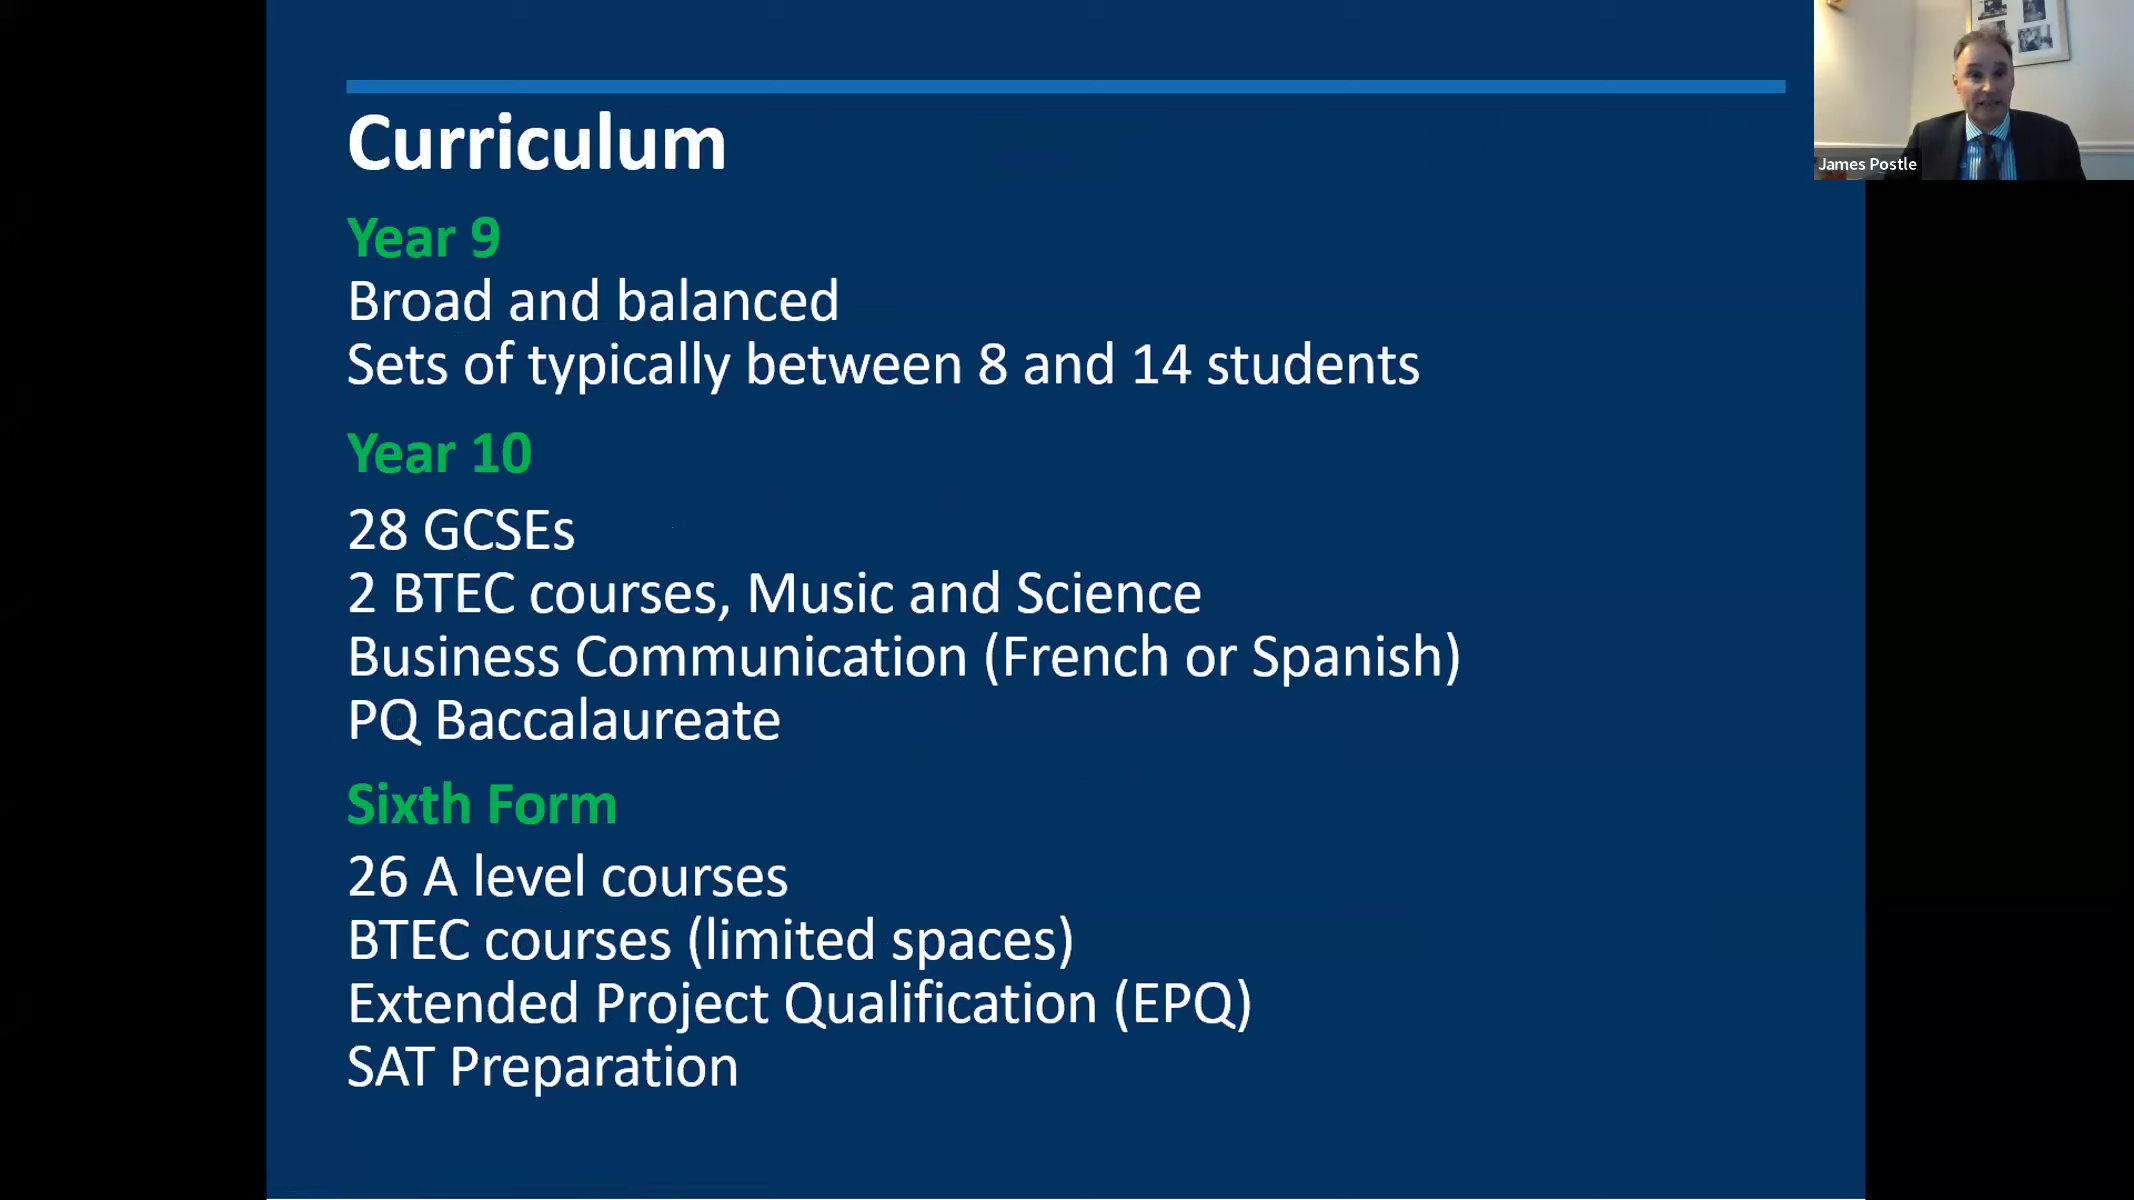 Curriculum
Year 9
Broad and balanced
Sets of typically between 8 and 14 students
Year 10
28 GCSEs
2 BTEC courses, Music and Science
Business Communication (French or Spanish)
PQ Baccalaureate
Sixth Form
26 A level courses
BTEC courses (limited spaces)
Extended Project Qualification (EPQ)
SAT Preparation
James Postle